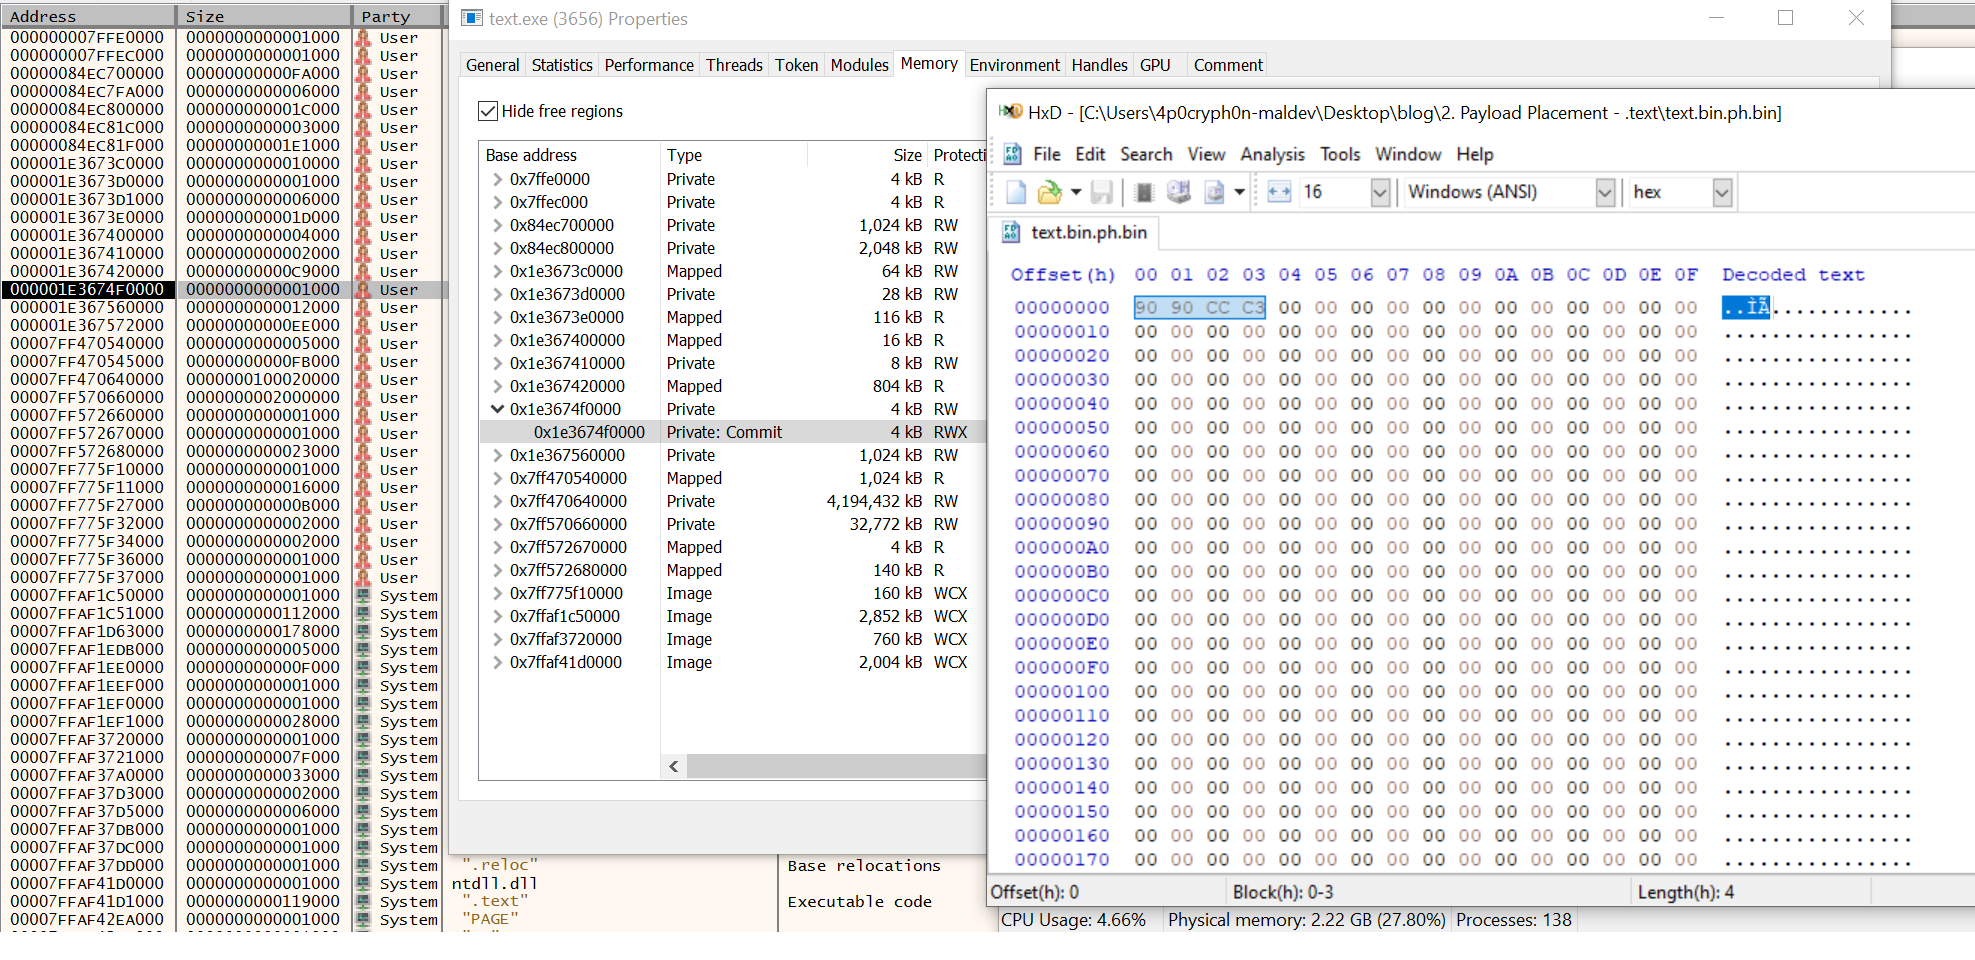 Address Size Party
000000007FFE0000 0000000000001000 User
000000007FFEC000 0000000000001000 User
00000084EC700000 00000000000FA000 User
00000084EC7FA000 0000000000006000 User
00000084EC800000 000000000001C000 User
00000084EC81C000 0000000000003000 User
00000084EC81F000 00000000001E1000 User
000001E3673C0000 0000000000010000 User
000001E3673D0000 0000000000001000 User
000001E3673D1000 0000000000006000 User
000001E3673E0000 000000000001D000 User
000001E367400000 0000000000004000 User
000001E367410000 0000000000002000 User
000001E367420000 00000000000C9000 User
000001E3674F0000 0000000000001000 User
000001E367560000 0000000000012000 User
000001E367572000 00000000000EE000 User
00007FF470540000 0000000000005000 User
00007FF470545000 00000000000FB000 User
00007FF470640000 0000000100020000 User
00007FF570660000 0000000002000000 User
00007FF572660000 0000000000001000 User
00007FF572670000 0000000000001000 User
00007FF572680000 0000000000023000 User
00007FF775F10000 0000000000001000 User
00007FF775F11000 0000000000016000 User
00007FF775F27000 000000000000B000 User
00007FF775F32000 0000000000002000 User
00007FF775F34000 0000000000002000 User
00007FF775F36000 0000000000001000 User
00007FF775F37000 0000000000001000 User
00007FFAF1C50000 0000000000001000 System
00007FFAF1C51000 0000000000112000 System
00007FFAF1D63000 0000000000178000 System
00007FFAF1EDB000 0000000000005000 System
00007FFAF1EE0000 000000000000F000 System
00007FFAF1EEF000 0000000000001000 System
00007FFAF1EF0000 0000000000001000 System
00007FFAF1EF1000 0000000000028000 System
00007FFAF3720000 0000000000001000 System
00007FFAF3721000 000000000007F000 System
00007FFAF37A0000 0000000000033000 System
00007FFAF37D3000 0000000000002000 System
00007FFAF37D5000 0000000000006000 System
00007FFAF37DB000 0000000000001000 System
00007FFAF37DC000 0000000000001000 System
00007FFAF37DD000 0000000000001000 System ".reloc" Base relocations
00007FFAF41D0000 0000000000001000 System ntdll.dll
00007FFAF41D1000 0000000000119000 System ".text" Executable code
00007FFAF42EA000 0000000000001000 System "PAGE"
text.exe (3656) Properties
General Statistics Performance Threads Token Modules Memory Environment Handles GPU Comment
Hide free regions
Base address Type Size Protecti
0x7ffe0000 Private 4 kB R
0x7ffec000 Private 4 kB R
0x84ec700000 Private 1,024 kB RW
0x84ec800000 Private 2,048 kB RW
0x1e3673c0000 Mapped 64 kB RW
0x1e3673d0000 Private 28 kB RW
0x1e3673e0000 Mapped 116 kB R
0x1e367400000 Mapped 16 kB R
0x1e367410000 Private 8 kB RW
0x1e367420000 Mapped 804 kB R
0x1e3674f0000 Private 4 kB RW
0x1e3674f0000 Private: Commit 4 kB RWX
0x1e367560000 Private 1,024 kB RW
0x7ff470540000 Mapped 1,024 kB R
0x7ff470640000 Private 4,194,432 kB RW
0x7ff570660000 Private 32,772 kB RW
0x7ff572670000 Mapped 4 kB R
0x7ff572680000 Mapped 140 kB R
0x7ff775f10000 Image 160 kB WCX
0x7ffaf1c50000 Image 2,852 kB WCX
0x7ffaf3720000 Image 760 kB WCX
0x7ffaf41d0000 Image 2,004 kB WCX
HxD - [C:\Users\4p0cryph0n-maldev\Desktop\blog\2. Payload Placement - .text\text.bin.ph.bin]
File Edit Search View Analysis Tools Window Help
16 Windows (ANSI) hex
text.bin.ph.bin
Offset(h) 00 01 02 03 04 05 06 07 08 09 0A 0B 0C 0D 0E 0F Decoded text
00000000 90 90 CC C3 00 00 00 00 00 00 00 00 00 00 00 00 ..ÌÃ............
00000010 00 00 00 00 00 00 00 00 00 00 00 00 00 00 00 00 ................
00000020 00 00 00 00 00 00 00 00 00 00 00 00 00 00 00 00 ................
00000030 00 00 00 00 00 00 00 00 00 00 00 00 00 00 00 00 ................
00000040 00 00 00 00 00 00 00 00 00 00 00 00 00 00 00 00 ................
00000050 00 00 00 00 00 00 00 00 00 00 00 00 00 00 00 00 ................
00000060 00 00 00 00 00 00 00 00 00 00 00 00 00 00 00 00 ................
00000070 00 00 00 00 00 00 00 00 00 00 00 00 00 00 00 00 ................
00000080 00 00 00 00 00 00 00 00 00 00 00 00 00 00 00 00 ................
00000090 00 00 00 00 00 00 00 00 00 00 00 00 00 00 00 00 ................
000000A0 00 00 00 00 00 00 00 00 00 00 00 00 00 00 00 00 ................
000000B0 00 00 00 00 00 00 00 00 00 00 00 00 00 00 00 00 ................
000000C0 00 00 00 00 00 00 00 00 00 00 00 00 00 00 00 00 ................
000000D0 00 00 00 00 00 00 00 00 00 00 00 00 00 00 00 00 ................
000000E0 00 00 00 00 00 00 00 00 00 00 00 00 00 00 00 00 ................
000000F0 00 00 00 00 00 00 00 00 00 00 00 00 00 00 00 00 ................
00000100 00 00 00 00 00 00 00 00 00 00 00 00 00 00 00 00 ................
00000110 00 00 00 00 00 00 00 00 00 00 00 00 00 00 00 00 ................
00000120 00 00 00 00 00 00 00 00 00 00 00 00 00 00 00 00 ................
00000130 00 00 00 00 00 00 00 00 00 00 00 00 00 00 00 00 ................
00000140 00 00 00 00 00 00 00 00 00 00 00 00 00 00 00 00 ................
00000150 00 00 00 00 00 00 00 00 00 00 00 00 00 00 00 00 ................
00000160 00 00 00 00 00 00 00 00 00 00 00 00 00 00 00 00 ................
00000170 00 00 00 00 00 00 00 00 00 00 00 00 00 00 00 00 ................
Offset(h): 0 Block(h): 0-3 Length(h): 4
CPU Usage: 4.66% Physical memory: 2.22 GB (27.80%) Processes: 138